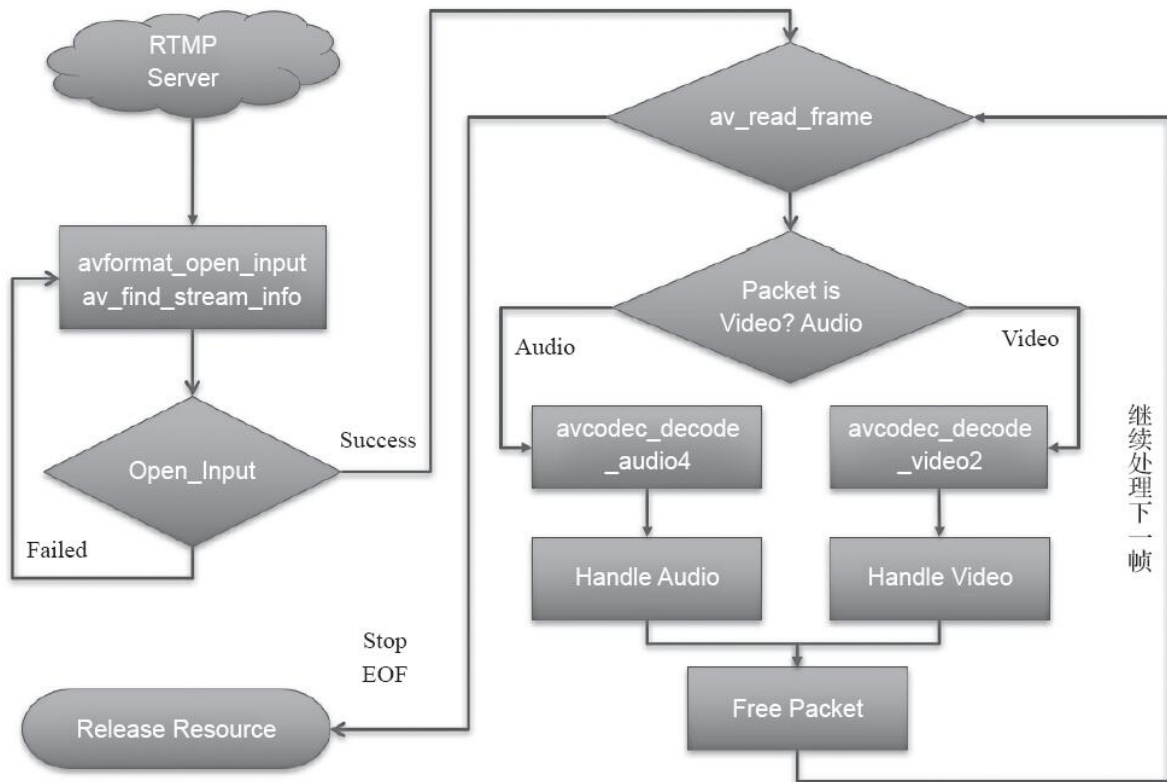 RTMP
Server
avformat_open_input
av_find_stream_info
Open_Input
Success
Failed
av_read_frame
Packet is
Video? Audio
Audio
Video
avcodec_decode
_audio4
avcodec_decode
_video2
Handle Audio
Handle Video
Free Packet
继续处理下一帧
Stop
EOF
Release Resource